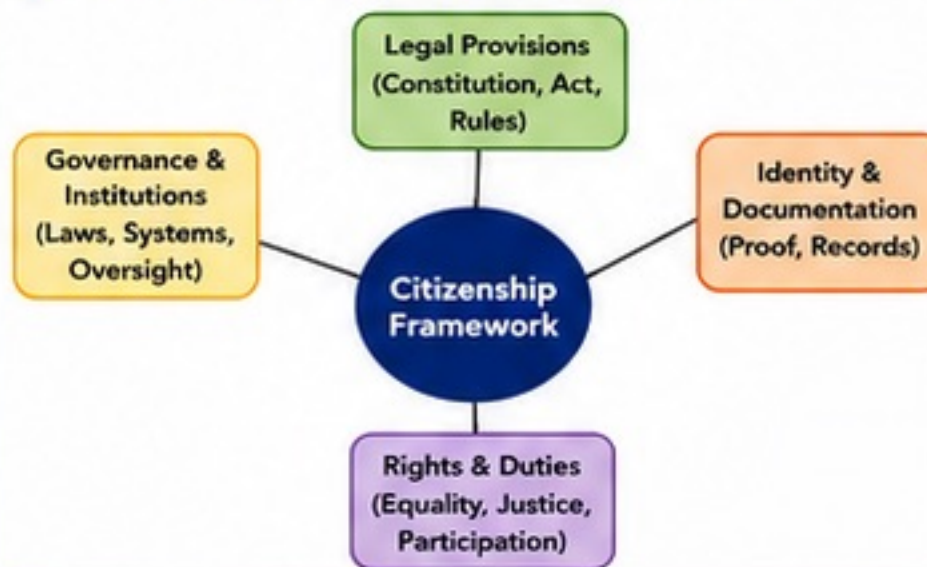 Legal Provisions
(Constitution, Act,
Rules)
Governance &
Institutions
(Laws, Systems,
Oversight)
Identity &
Documentation
(Proof, Records)
Citizenship
Framework
Rights & Duties
(Equality, Justice,
Participation)